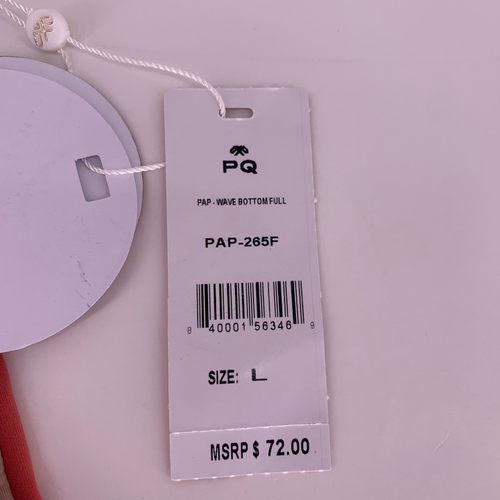 PQ
PAP - WAVE BOTTOM FULL
PAP-265F
8 40001 56346 9
SIZE: L
MSRP $ 72.00